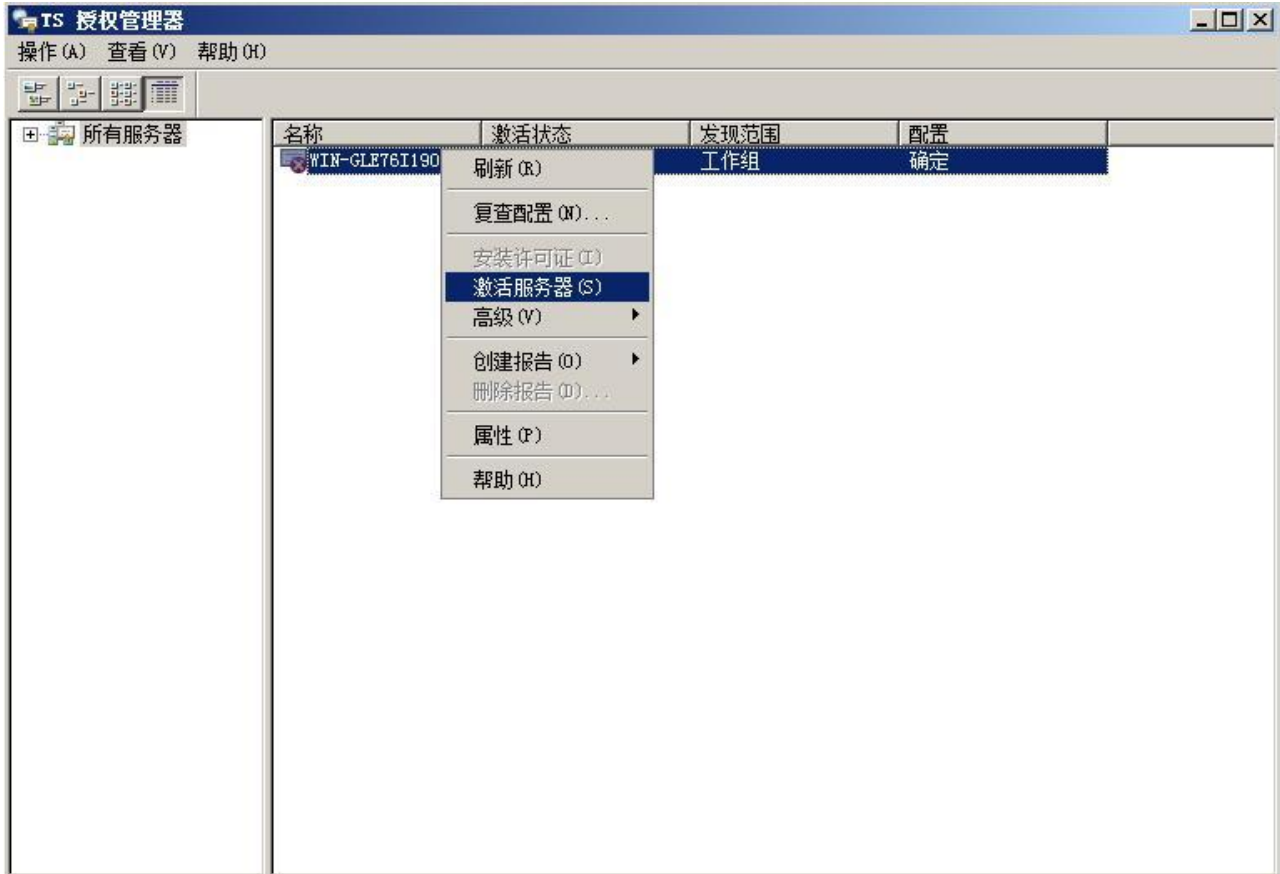 TS 授权管理器
操作(A) 查看(V) 帮助(H)
所有服务器
名称 激活状态 发现范围 配置
WIN-GLE76I190 工作组 确定
刷新(R)
复查配置(N)...
安装许可证(I)
激活服务器(S)
高级(V)
创建报告(O)
删除报告(D)...
属性(P)
帮助(H)